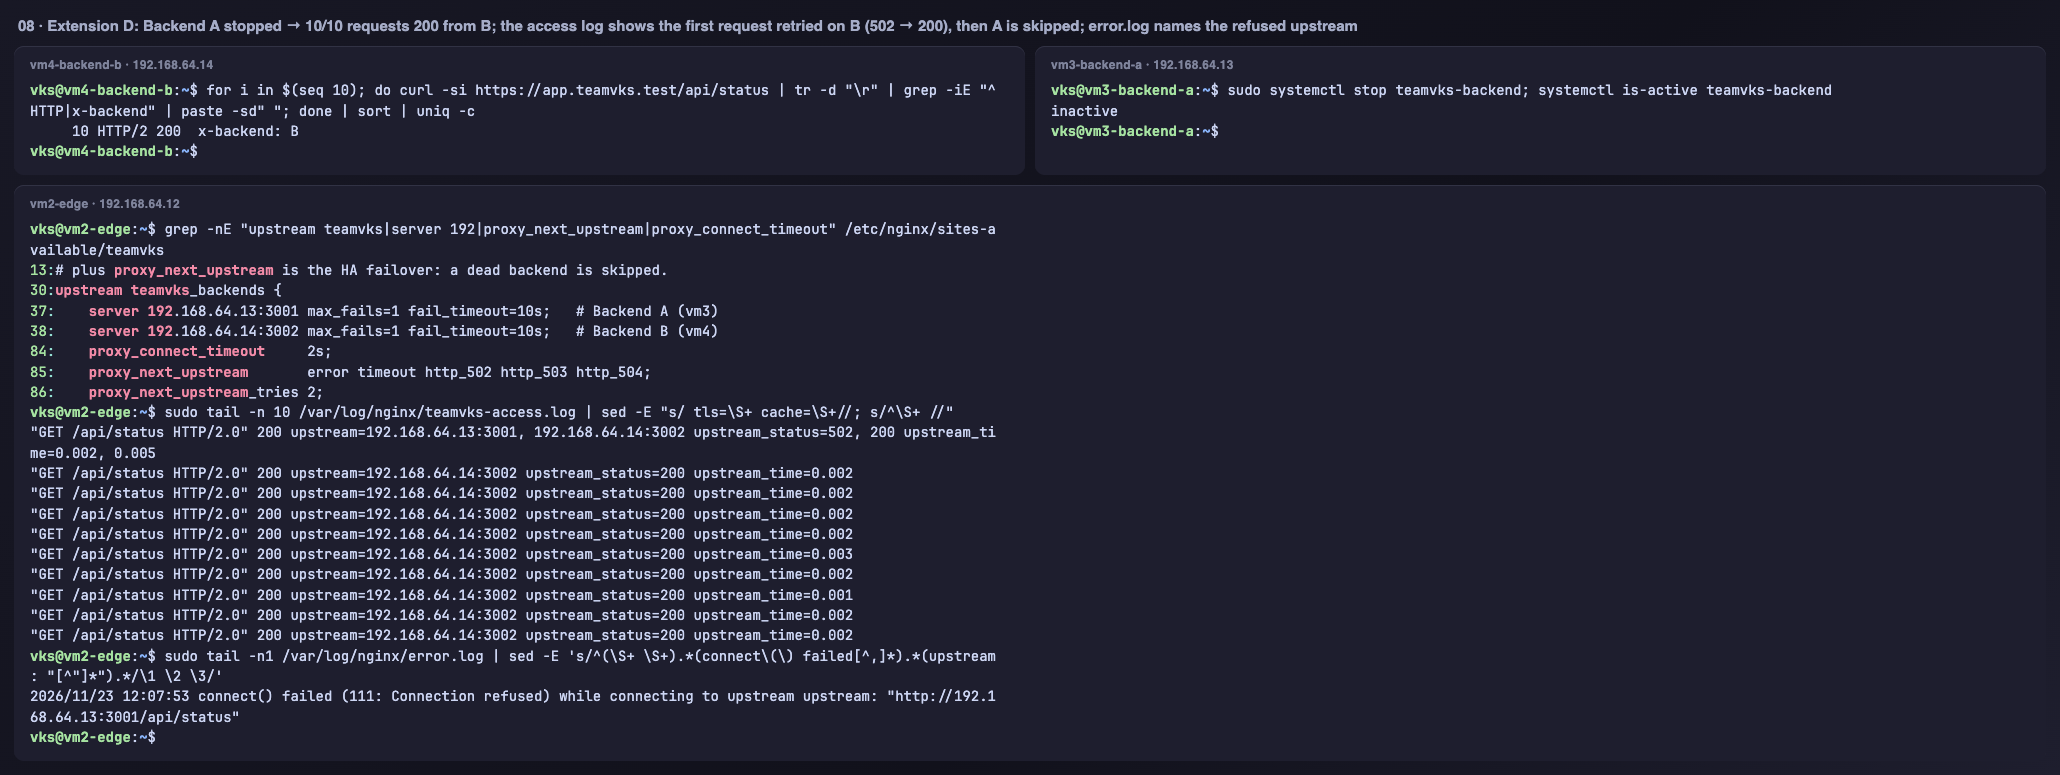 08 · Extension D: Backend A stopped → 10/10 requests 200 from B; the access log shows the first request retried on B (502 → 200), then A is skipped; error.log names the refused upstream
vm4-backend-b · 192.168.64.14
vks@vm4-backend-b:~$ for i in $(seq 10); do curl -si https://app.teamvks.test/api/status | tr -d "\r" | grep -iE "^
HTTP|x-backend" | paste -sd" "; done | sort | uniq -c
     10 HTTP/2 200  x-backend: B
vks@vm4-backend-b:~$
vm3-backend-a · 192.168.64.13
vks@vm3-backend-a:~$ sudo systemctl stop teamvks-backend; systemctl is-active teamvks-backend
inactive
vks@vm3-backend-a:~$
vm2-edge · 192.168.64.12
vks@vm2-edge:~$ grep -nE "upstream teamvks|server 192|proxy_next_upstream|proxy_connect_timeout" /etc/nginx/sites-a
vailable/teamvks
13:# plus proxy_next_upstream is the HA failover: a dead backend is skipped.
30:upstream teamvks_backends {
37:    server 192.168.64.13:3001 max_fails=1 fail_timeout=10s;   # Backend A (vm3)
38:    server 192.168.64.14:3002 max_fails=1 fail_timeout=10s;   # Backend B (vm4)
84:    proxy_connect_timeout     2s;
85:    proxy_next_upstream       error timeout http_502 http_503 http_504;
86:    proxy_next_upstream_tries 2;
vks@vm2-edge:~$ sudo tail -n 10 /var/log/nginx/teamvks-access.log | sed -E "s/ tls=\S+ cache=\S+//; s/^\S+ //"
"GET /api/status HTTP/2.0" 200 upstream=192.168.64.13:3001, 192.168.64.14:3002 upstream_status=502, 200 upstream_ti
me=0.002, 0.005
"GET /api/status HTTP/2.0" 200 upstream=192.168.64.14:3002 upstream_status=200 upstream_time=0.002
"GET /api/status HTTP/2.0" 200 upstream=192.168.64.14:3002 upstream_status=200 upstream_time=0.002
"GET /api/status HTTP/2.0" 200 upstream=192.168.64.14:3002 upstream_status=200 upstream_time=0.002
"GET /api/status HTTP/2.0" 200 upstream=192.168.64.14:3002 upstream_status=200 upstream_time=0.002
"GET /api/status HTTP/2.0" 200 upstream=192.168.64.14:3002 upstream_status=200 upstream_time=0.003
"GET /api/status HTTP/2.0" 200 upstream=192.168.64.14:3002 upstream_status=200 upstream_time=0.002
"GET /api/status HTTP/2.0" 200 upstream=192.168.64.14:3002 upstream_status=200 upstream_time=0.001
"GET /api/status HTTP/2.0" 200 upstream=192.168.64.14:3002 upstream_status=200 upstream_time=0.002
"GET /api/status HTTP/2.0" 200 upstream=192.168.64.14:3002 upstream_status=200 upstream_time=0.002
vks@vm2-edge:~$ sudo tail -n1 /var/log/nginx/error.log | sed -E 's/^(\S+ \S+).*(connect\(\) failed[^,]*).*(upstream
: "[^"]*").*/\1 \2 \3/'
2026/11/23 12:07:53 connect() failed (111: Connection refused) while connecting to upstream upstream: "http://192.1
68.64.13:3001/api/status"
vks@vm2-edge:~$